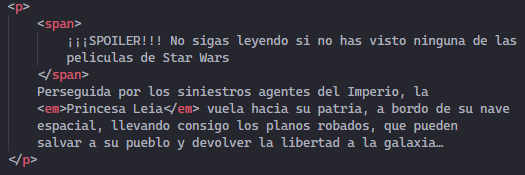 <p>
<span>
¡¡¡SPOILER!!! No sigas leyendo si no has visto ninguna de las
peliculas de Star Wars
</span>
Perseguida por los siniestros agentes del Imperio, la
<em>Princesa Leia</em> vuela hacia su patria, a bordo de su nave
espacial, llevando consigo los planos robados, que pueden
salvar a su pueblo y devolver la libertad a la galaxia…
</p>